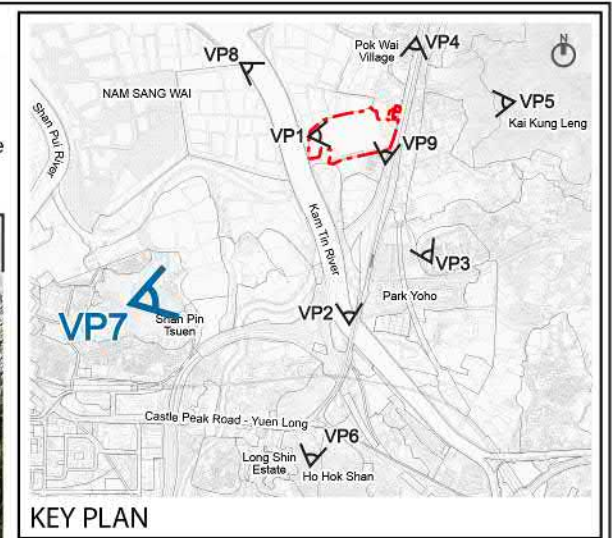 Pok Wai
Village
VP4
N
VP8
NAM SANG WAI
VP5
Kai Kung Leng
Shan Pui River
VP1
VP9
Kam Tin River
VP3
Park Yoho
VP7
Shan Pin
Tsuen
VP2
Castle Peak Road - Yuen Long
VP6
Long Shin
Estate
Ho Hok Shan
KEY PLAN